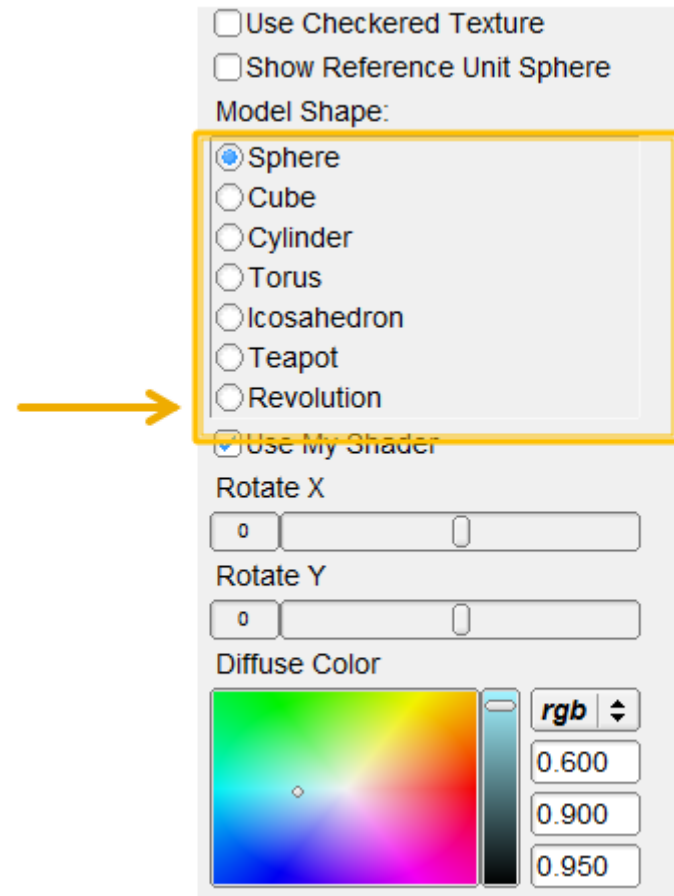 Use Checkered Texture
Show Reference Unit Sphere
Model Shape:
Sphere
Cube
Cylinder
Torus
Icosahedron
Teapot
Revolution
Use My Shader
Rotate X
0
Rotate Y
0
Diffuse Color
rgb
0.600
0.900
0.950